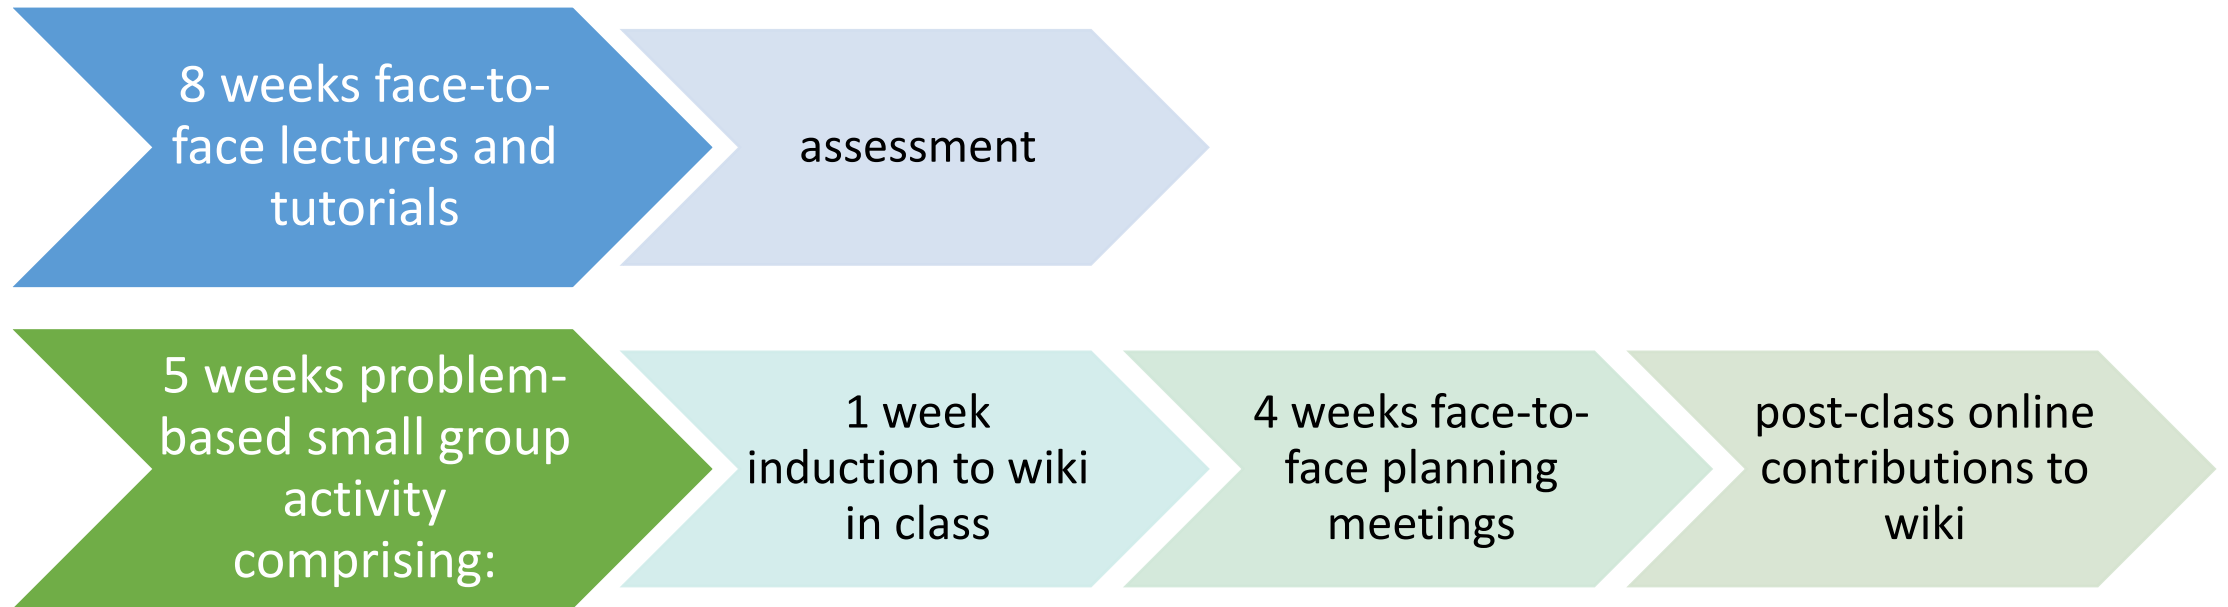 8 weeks face-to-
face lectures and
tutorials
assessment
5 weeks problem-
based small group
activity
comprising:
1 week
induction to wiki
in class
4 weeks face-to-
face planning
meetings
post-class online
contributions to
wiki